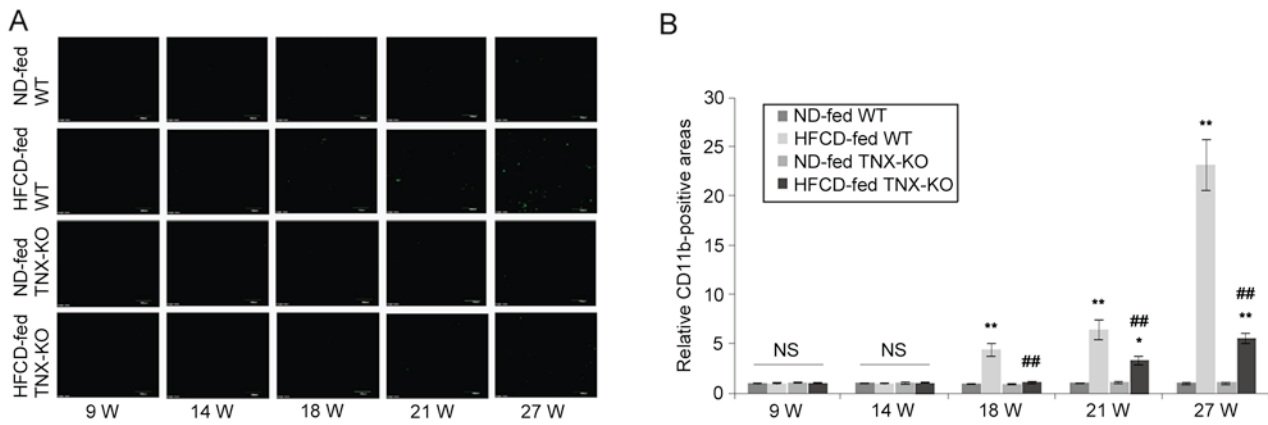 A
ND-fed
WT
HFCD-fed
WT
ND-fed
TNX-KO
HFCD-fed
TNX-KO
9 W 14 W 18 W 21 W 27 W
B
Relative CD11b-positive areas
30
25
20
15
10
5
0
ND-fed WT
HFCD-fed WT
ND-fed TNX-KO
HFCD-fed TNX-KO
NS
NS
**
##
**
##
*
**
##
**
9 W 14 W 18 W 21 W 27 W